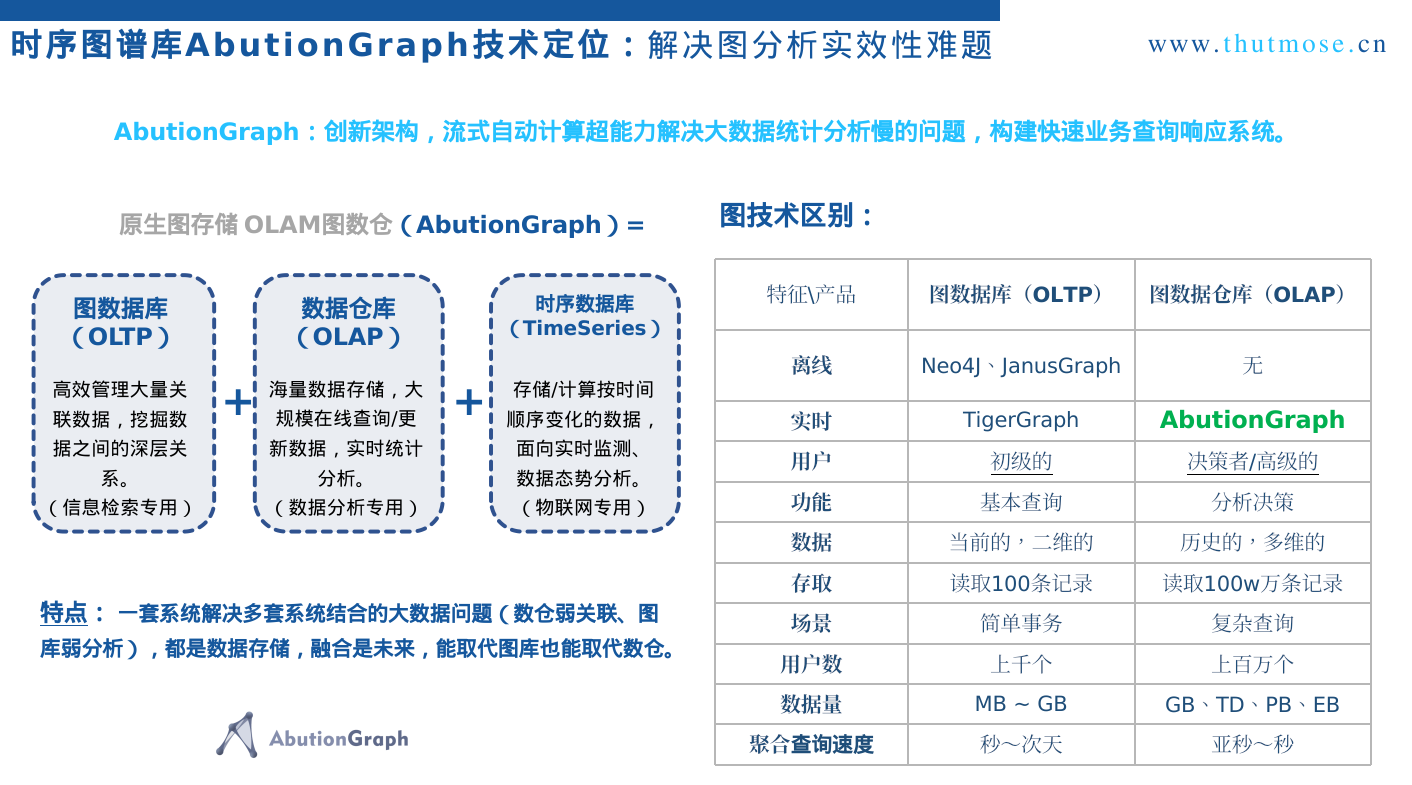 时序图谱库AbutionGraph技术定位：解决图分析实效性难题
www.thutmose.cn
AbutionGraph：创新架构，流式自动计算超能力解决大数据统计分析慢的问题，构建快速业务查询响应系统。
原生图存储 OLAM图数仓（AbutionGraph）=
图数据库
（OLTP）
高效管理大量关
联数据，挖掘数
据之间的深层关
系。
（信息检索专用）
+
数据仓库
（OLAP）
海量数据存储，大
规模在线查询/更
新数据，实时统计
分析。
（数据分析专用）
+
时序数据库
（TimeSeries）
存储/计算按时间
顺序变化的数据，
面向实时监测、
数据态势分析。
（物联网专用）
特点： 一套系统解决多套系统结合的大数据问题（数仓弱关联、图
库弱分析），都是数据存储，融合是未来，能取代图库也能取代数仓。
AbutionGraph
图技术区别：
特征\产品 图数据库（OLTP） 图数据仓库（OLAP）
离线 Neo4J、JanusGraph 无
实时 TigerGraph AbutionGraph
用户 初级的 决策者/高级的
功能 基本查询 分析决策
数据 当前的，二维的 历史的，多维的
存取 读取100条记录 读取100w万条记录
场景 简单事务 复杂查询
用户数 上千个 上百万个
数据量 MB ~ GB GB、TD、PB、EB
聚合查询速度 秒～次天 亚秒～秒